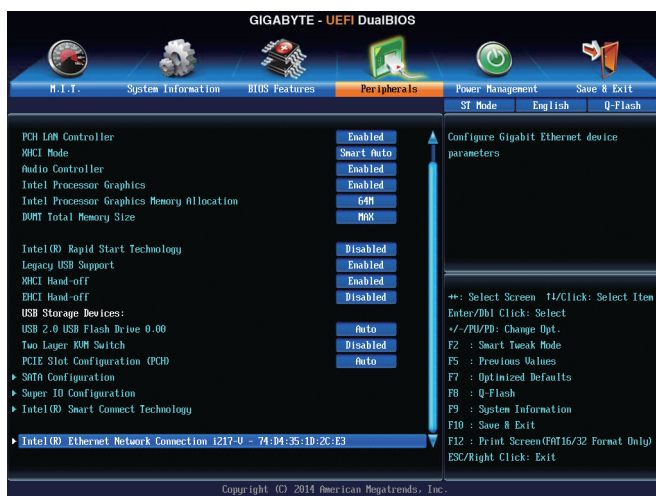 GIGABYTE - UEFI DualBIOS
M.I.T.
System Information
BIOS Features
Peripherals
Power Management
Save & Exit
ST Mode
English
Q-Flash
PCH LAN Controller Enabled
XHCI Mode Smart Auto
Audio Controller Enabled
Intel Processor Graphics Enabled
Intel Processor Graphics Memory Allocation 64M
DVMT Total Memory Size MAX
Intel(R) Rapid Start Technology Disabled
Legacy USB Support Enabled
XHCI Hand-off Enabled
EHCI Hand-off Disabled
USB Storage Devices:
USB 2.0 USB Flash Drive 0.00 Auto
Two Layer KVM Switch Disabled
PCIE Slot Configuration (PCH) Auto
SATA Configuration
Super IO Configuration
Intel(R) Smart Connect Technology
Intel(R) Ethernet Network Connection i217-V - 74:D4:35:1D:2C:E3
Configure Gigabit Ethernet device
parameters
→←: Select Screen ↑↓/Click: Select Item
Enter/Dbl Click: Select
+/-/PU/PD: Change Opt.
F2 : Smart Tweak Mode
F5 : Previous Values
F7 : Optimized Defaults
F8 : Q-Flash
F9 : System Information
F10 : Save & Exit
F12 : Print Screen(FAT16/32 Format Only)
ESC/Right Click: Exit
Copyright (C) 2014 American Megatrends, Inc.